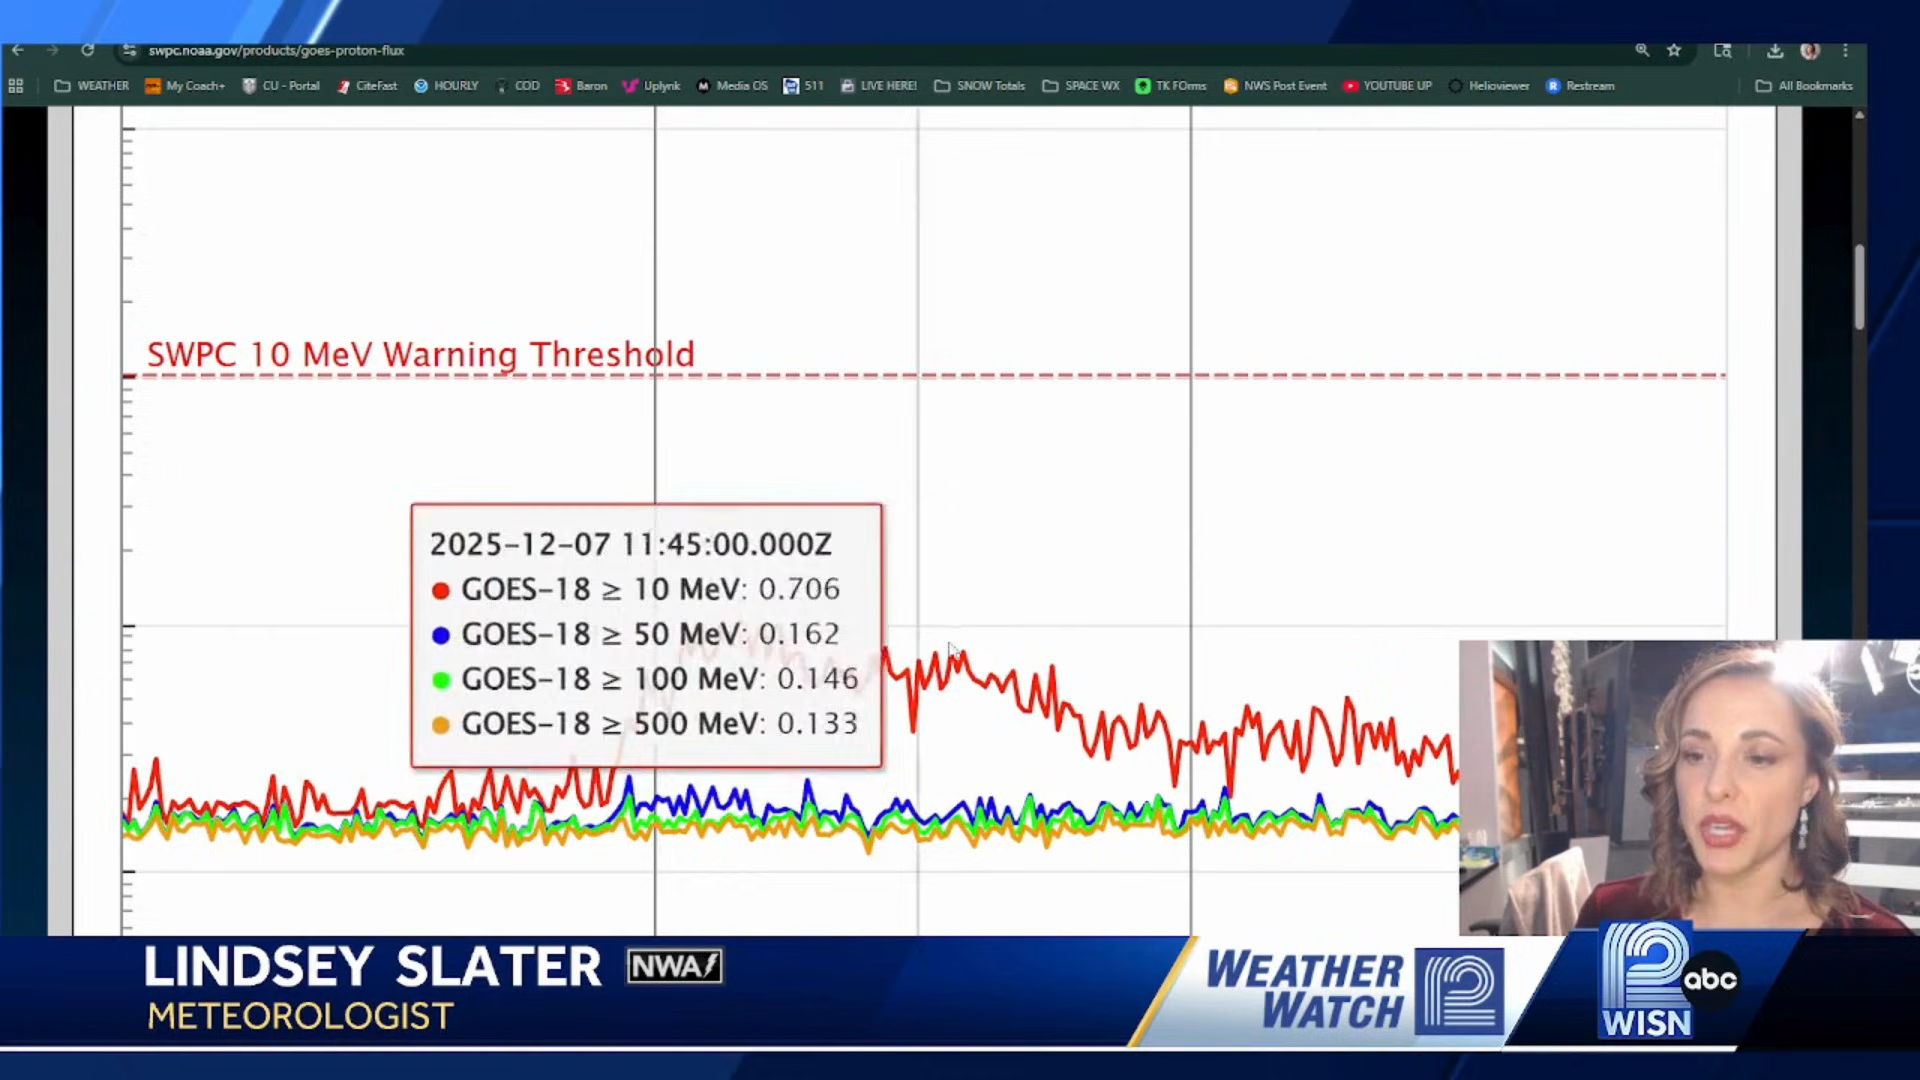 swpc.noaa.gov/products/goes-proton-flux
WEATHER My Coach+ CU - Portal CiteFast HOURLY COD Baron Uplynk Media OS 511 LIVE HERE! SNOW Totals SPACE WX TK FOrms NWS Post Event YOUTUBE UP Helioviewer Restream All Bookmarks
SWPC 10 MeV Warning Threshold
2025-12-07 11:45:00.000Z
GOES-18 ≥ 10 MeV: 0.706
GOES-18 ≥ 50 MeV: 0.162
GOES-18 ≥ 100 MeV: 0.146
GOES-18 ≥ 500 MeV: 0.133
LINDSEY SLATER NWA
METEOROLOGIST
WEATHER
WATCH 12
12 abc
WISN